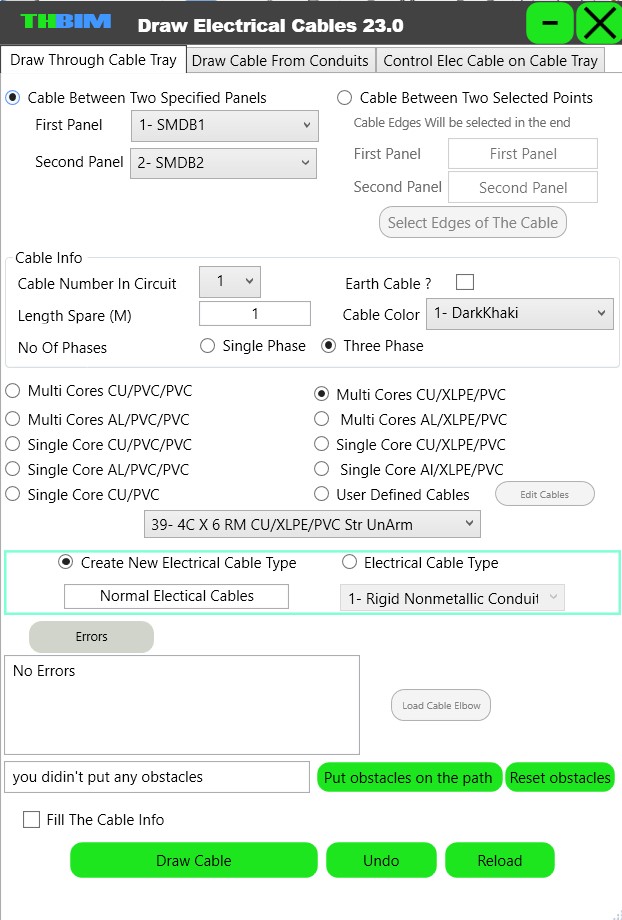 THBIM
Draw Electrical Cables 23.0
Draw Through Cable Tray
Draw Cable From Conduits
Control Elec Cable on Cable Tray
Cable Between Two Specified Panels
First Panel
1- SMDB1
Second Panel
2- SMDB2
Cable Between Two Selected Points
Cable Edges Will be selected in the end
First Panel
First Panel
Second Panel
Second Panel
Select Edges of The Cable
Cable Info
Cable Number In Circuit
1
Earth Cable ?
Length Spare (M)
1
Cable Color
1- DarkKhaki
No Of Phases
Single Phase
Three Phase
Multi Cores CU/PVC/PVC
Multi Cores CU/XLPE/PVC
Multi Cores AL/PVC/PVC
Multi Cores AL/XLPE/PVC
Single Core CU/PVC/PVC
Single Core CU/XLPE/PVC
Single Core AL/PVC/PVC
Single Core Al/XLPE/PVC
Single Core CU/PVC
User Defined Cables
Edit Cables
39- 4C X 6 RM CU/XLPE/PVC Str UnArm
Create New Electrical Cable Type
Electrical Cable Type
Normal Electical Cables
1- Rigid Nonmetallic Conduit
Errors
No Errors
Load Cable Elbow
you didin't put any obstacles
Put obstacles on the path
Reset obstacles
Fill The Cable Info
Draw Cable
Undo
Reload